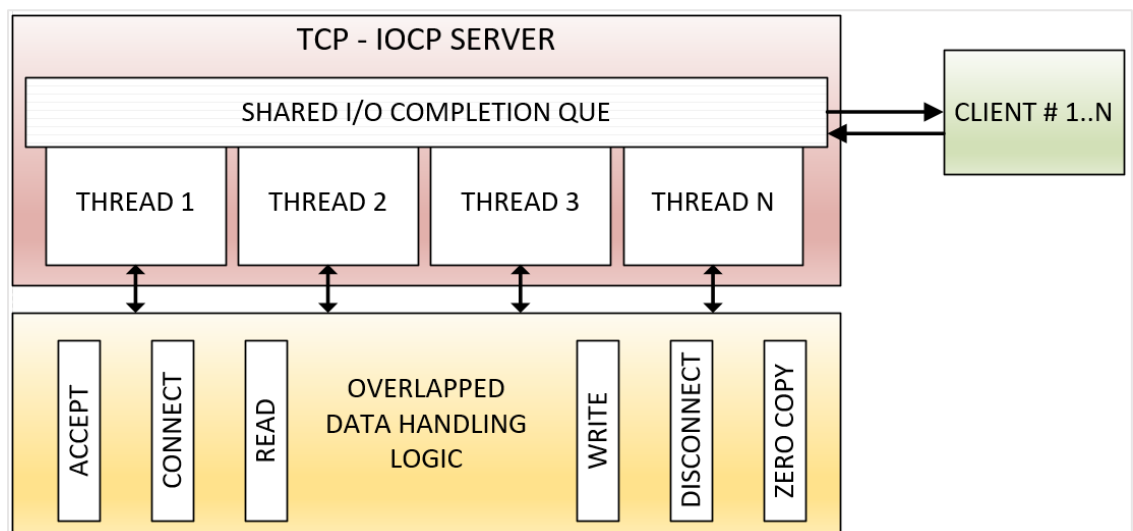 TCP - IOCP SERVER
SHARED I/O COMPLETION QUE
CLIENT # 1..N
THREAD 1
THREAD 2
THREAD 3
THREAD N
ACCEPT
CONNECT
READ
OVERLAPPED
DATA HANDLING
LOGIC
WRITE
DISCONNECT
ZERO COPY